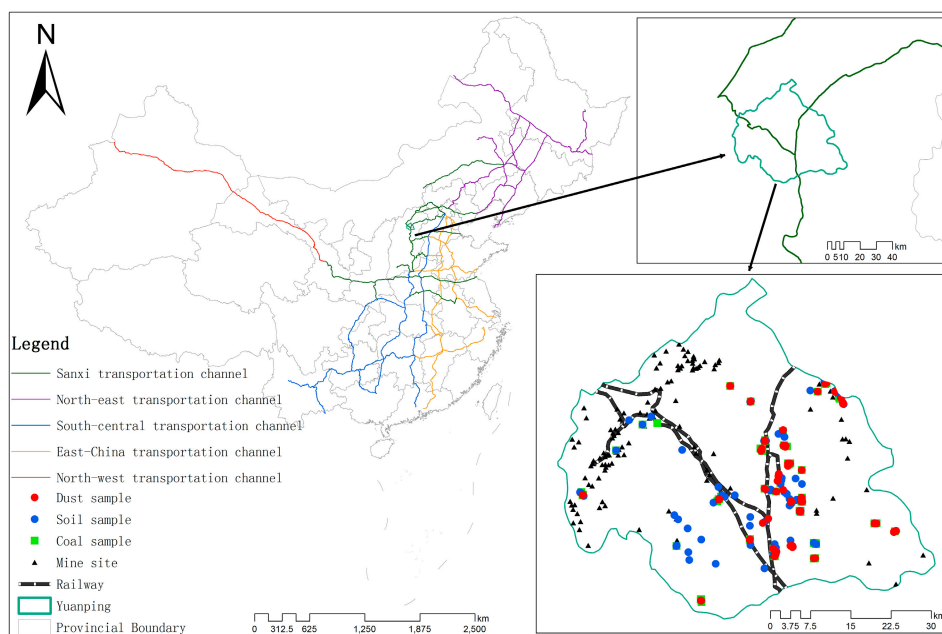 N
Legend
Sanxi transportation channel
North-east transportation channel
South-central transportation channel
East-China transportation channel
North-west transportation channel
Dust sample
Soil sample
Coal sample
Mine site
Railway
Yuanping
Provincial Boundary
km
0 312.5 625 1,250 1,875 2,500
km
0 5 10 20 30 40
km
0 3.75 7.5 15 22.5 30